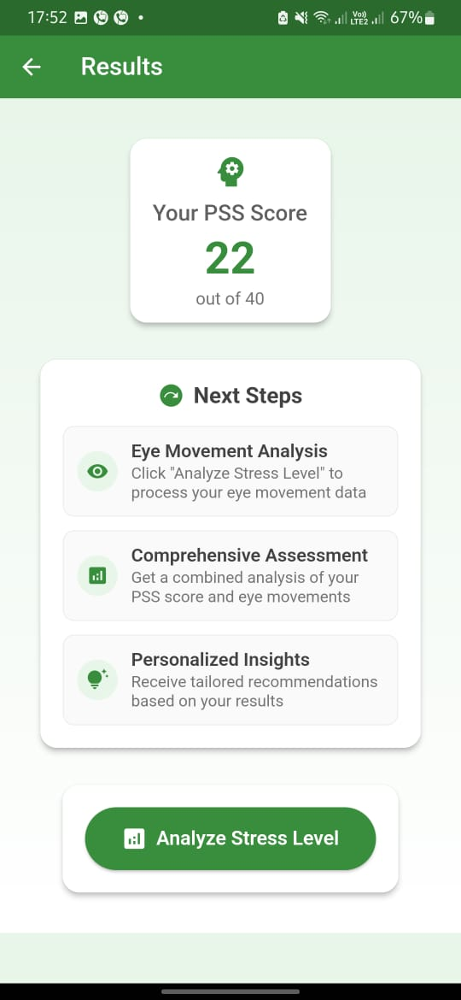 17:52
Vo))
LTE2
67%
Results
Your PSS Score
22
out of 40
Next Steps
Eye Movement Analysis
Click "Analyze Stress Level" to
process your eye movement data
Comprehensive Assessment
Get a combined analysis of your
PSS score and eye movements
Personalized Insights
Receive tailored recommendations
based on your results
Analyze Stress Level